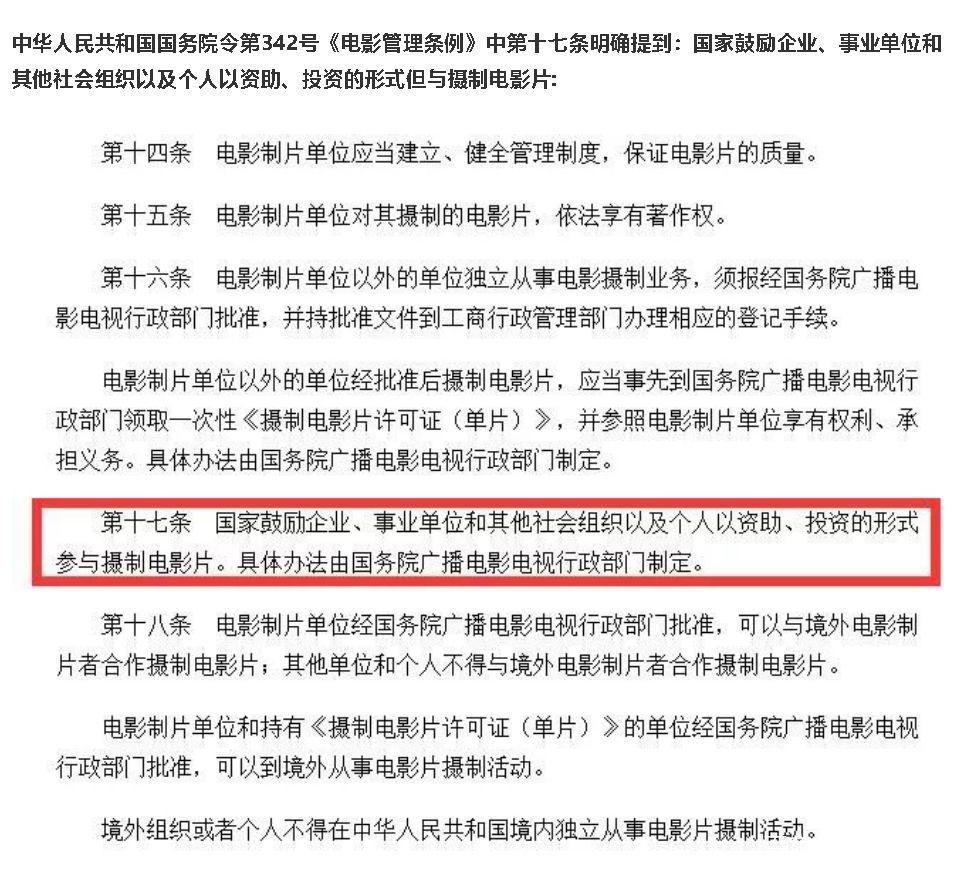 中华人民共和国国务院令第342号《电影管理条例》中第十七条明确提到：国家鼓励企业、事业单位和
其他社会组织以及个人以资助、投资的形式但与摄制电影片:
第十四条　电影制片单位应当建立、健全管理制度，保证电影片的质量。
第十五条　电影制片单位对其摄制的电影片，依法享有著作权。
第十六条　电影制片单位以外的单位独立从事电影摄制业务，须报经国务院广播电
影电视行政部门批准，并持批准文件到工商行政管理部门办理相应的登记手续。
电影制片单位以外的单位经批准后摄制电影片，应当事先到国务院广播电影电视行
政部门领取一次性《摄制电影片许可证（单片）》，并参照电影制片单位享有权利、承
担义务。具体办法由国务院广播电影电视行政部门制定。
第十七条　国家鼓励企业、事业单位和其他社会组织以及个人以资助、投资的形式
参与摄制电影片。具体办法由国务院广播电影电视行政部门制定。
第十八条　电影制片单位经国务院广播电影电视行政部门批准，可以与境外电影制
片者合作摄制电影片；其他单位和个人不得与境外电影制片者合作摄制电影片。
电影制片单位和持有《摄制电影片许可证（单片）》的单位经国务院广播电影电视
行政部门批准，可以到境外从事电影片摄制活动。
境外组织或者个人不得在中华人民共和国境内独立从事电影片摄制活动。